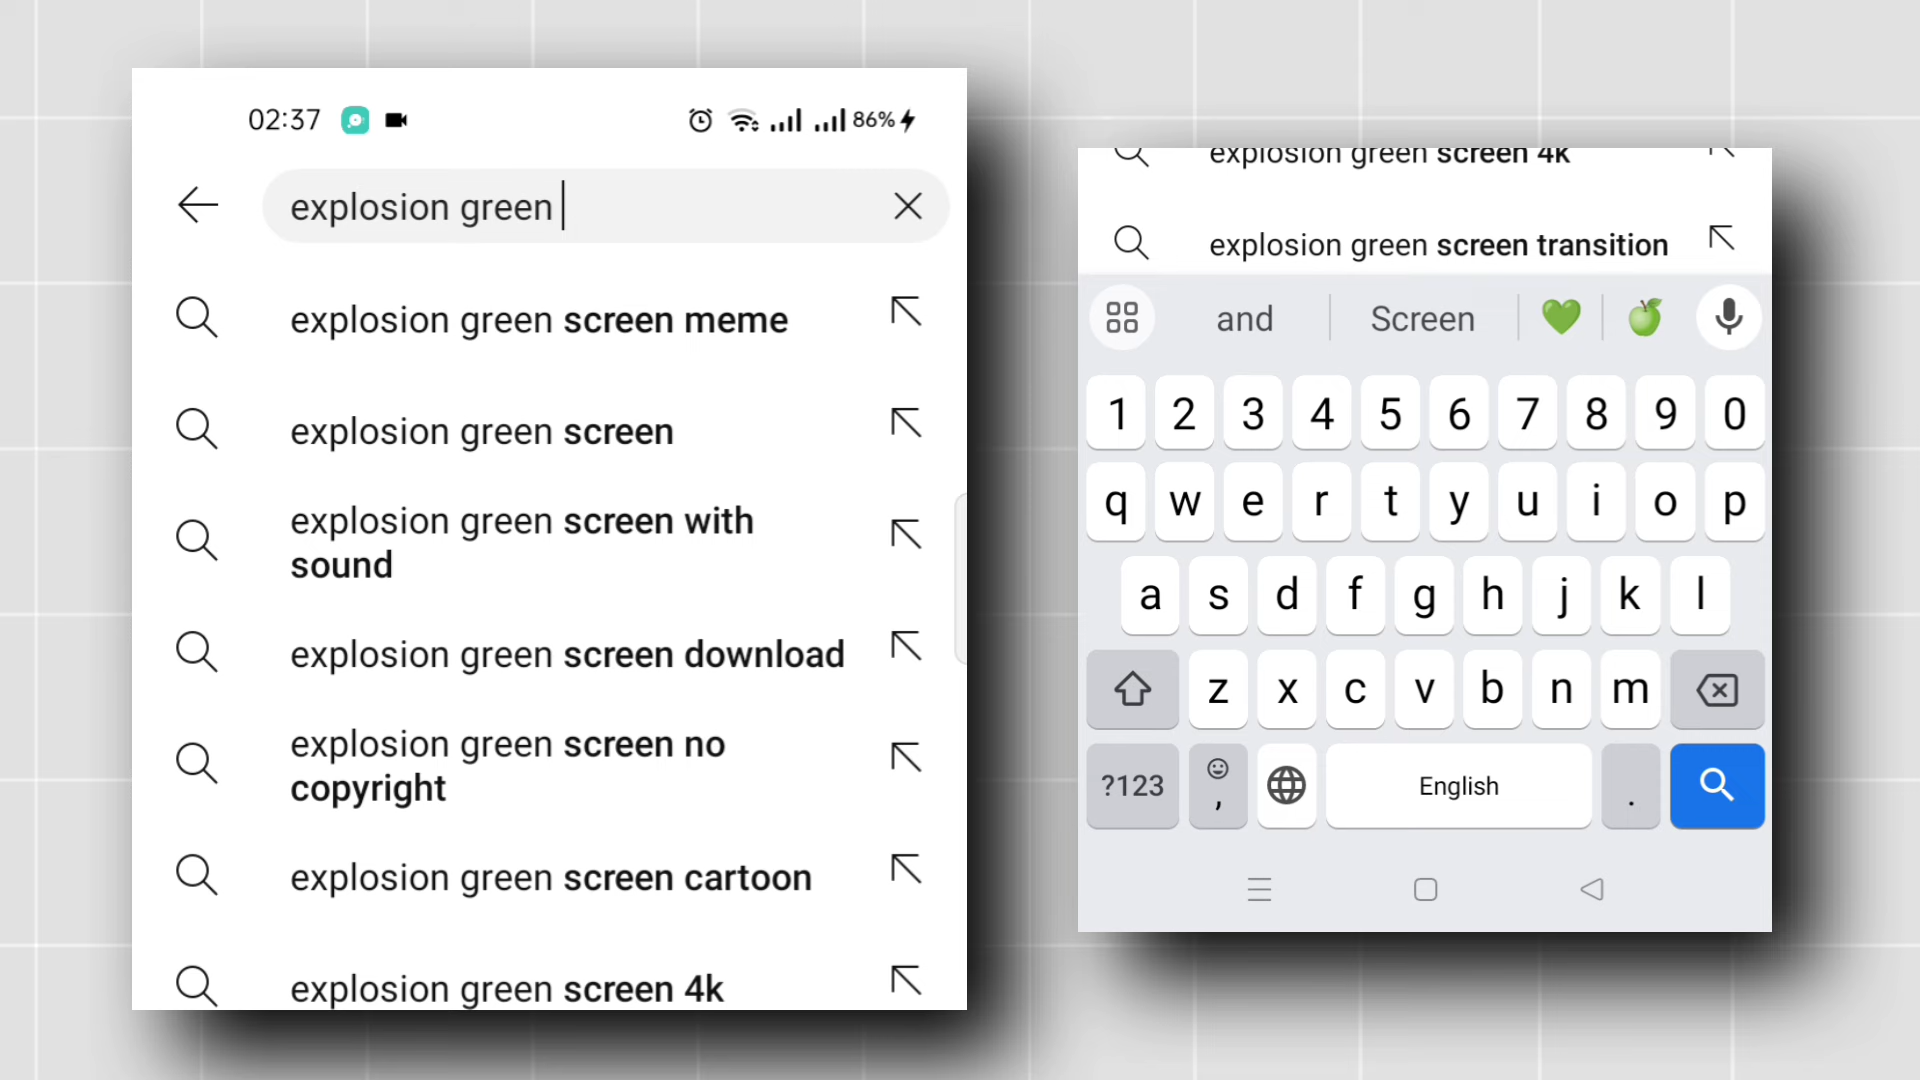 02:37
86%
explosion green
explosion green screen meme
explosion green screen
explosion green screen with
sound
explosion green screen download
explosion green screen no
copyright
explosion green screen cartoon
explosion green screen 4k
explosion green screen 4k
explosion green screen transition
and Screen
1 2 3 4 5 6 7 8 9 0
q w e r t y u i o p
a s d f g h j k l
z x c v b n m
?123 , English .